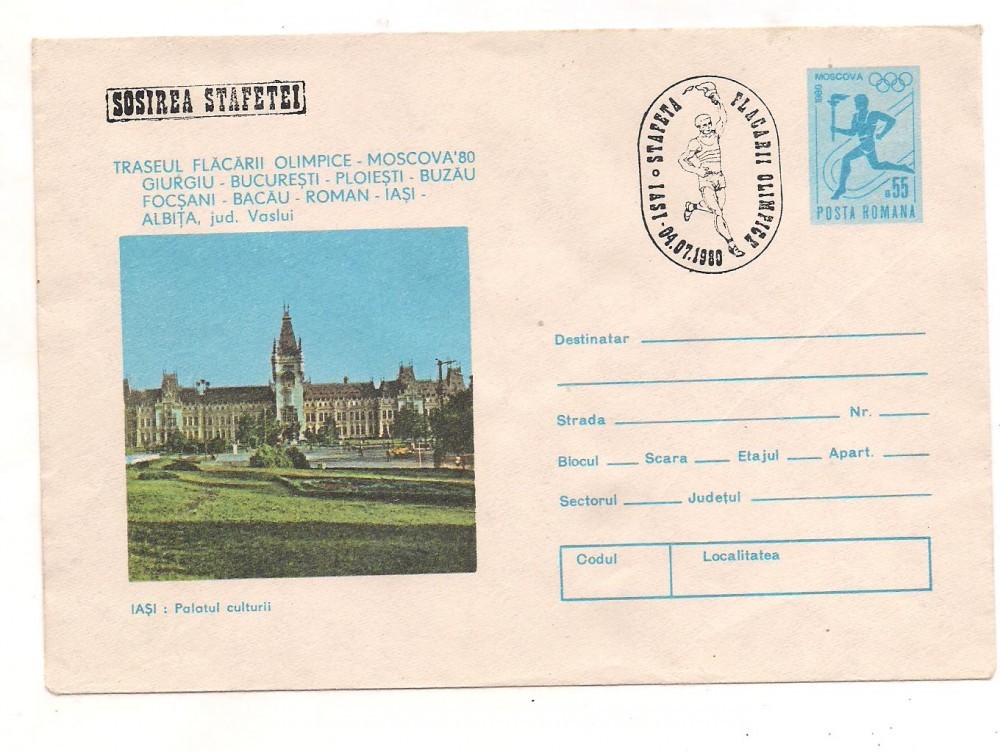 SOSIREA STAFETEI
TRASEUL FLĂCĂRII OLIMPICE - MOSCOVA'80
GIURGIU - BUCUREȘTI - PLOIEȘTI - BUZĂU
FOCȘANI - BACĂU - ROMAN - IAȘI -
ALBIȚA, jud. Vaslui
IAȘI : Palatul culturii
STAFETA FLACARII OLIMPICE
IASI - 04.07.1980
MOSCOVA
1980
B 55
POSTA ROMANA
Destinatar
Strada Nr.
Blocul Scara Etajul Apart.
Sectorul Județul
Codul Localitatea